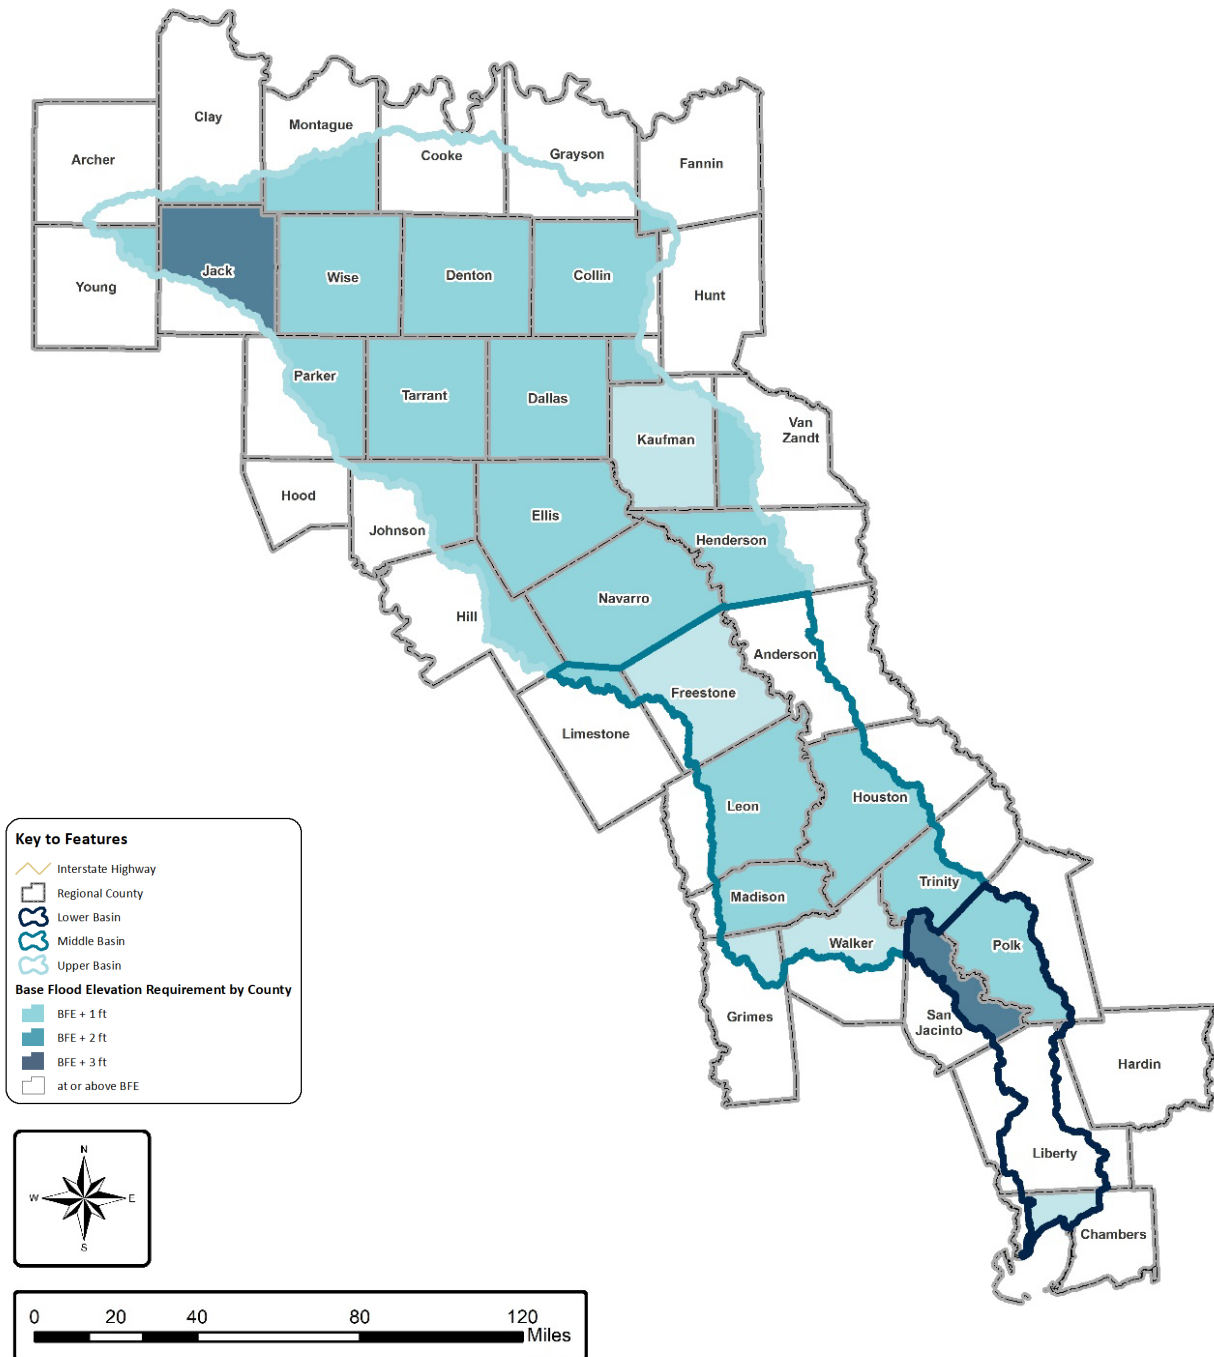 Clay
Montague
Archer
Cooke
Grayson
Fannin
Jack
Young
Wise
Denton
Collin
Hunt
Parker
Tarrant
Dallas
Kaufman
Van
Zandt
Hood
Johnson
Ellis
Henderson
Navarro
Hill
Anderson
Freestone
Limestone
Leon
Houston
Madison
Trinity
Walker
Polk
Grimes
San
Jacinto
Hardin
Liberty
Chambers
Key to Features
Interstate Highway
Regional County
Lower Basin
Middle Basin
Upper Basin
Base Flood Elevation Requirement by County
BFE + 1 ft
BFE + 2 ft
BFE + 3 ft
at or above BFE
N
W E
S
0 20 40 80 120
Miles